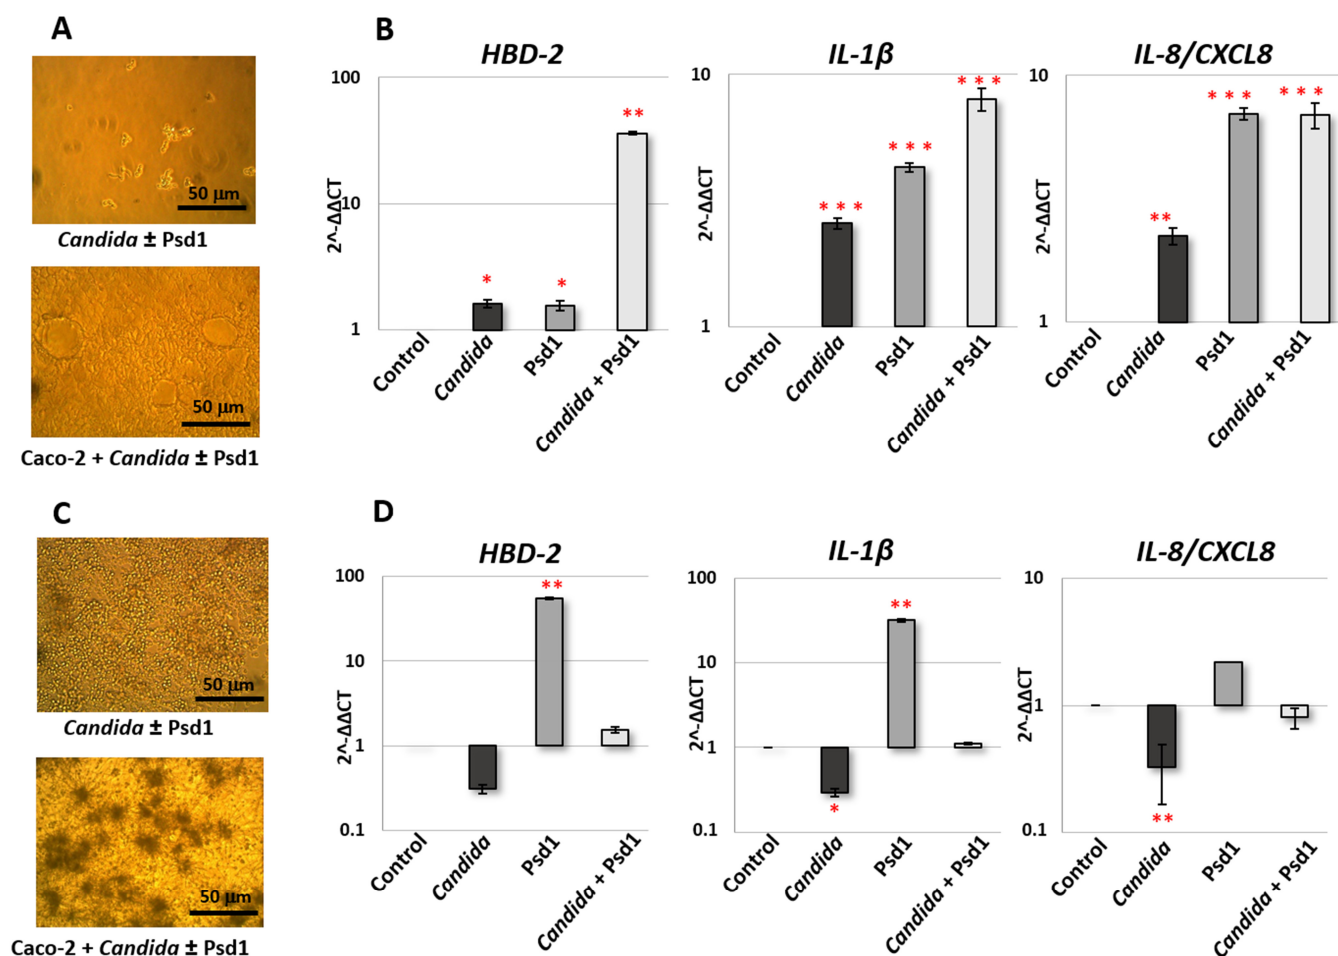 A
50 μm
Candida ± Psd1
50 μm
Caco-2 + Candida ± Psd1
B
HBD-2
100
10
1
2^-ΔΔCT
*
*
**
Control
Candida
Psd1
Candida + Psd1
IL-1β
10
1
2^-ΔΔCT
* * *
* * *
* * *
Control
Candida
Psd1
Candida + Psd1
IL-8/CXCL8
10
1
2^-ΔΔCT
**
* * *
* * *
Control
Candida
Psd1
Candida + Psd1
C
50 μm
Candida ± Psd1
50 μm
Caco-2 + Candida ± Psd1
D
HBD-2
100
10
1
0.1
2^-ΔΔCT
**
Control
Candida
Psd1
Candida + Psd1
IL-1β
100
10
1
0.1
2^-ΔΔCT
*
**
Control
Candida
Psd1
Candida + Psd1
IL-8/CXCL8
10
1
0.1
2^-ΔΔCT
**
Control
Candida
Psd1
Candida + Psd1